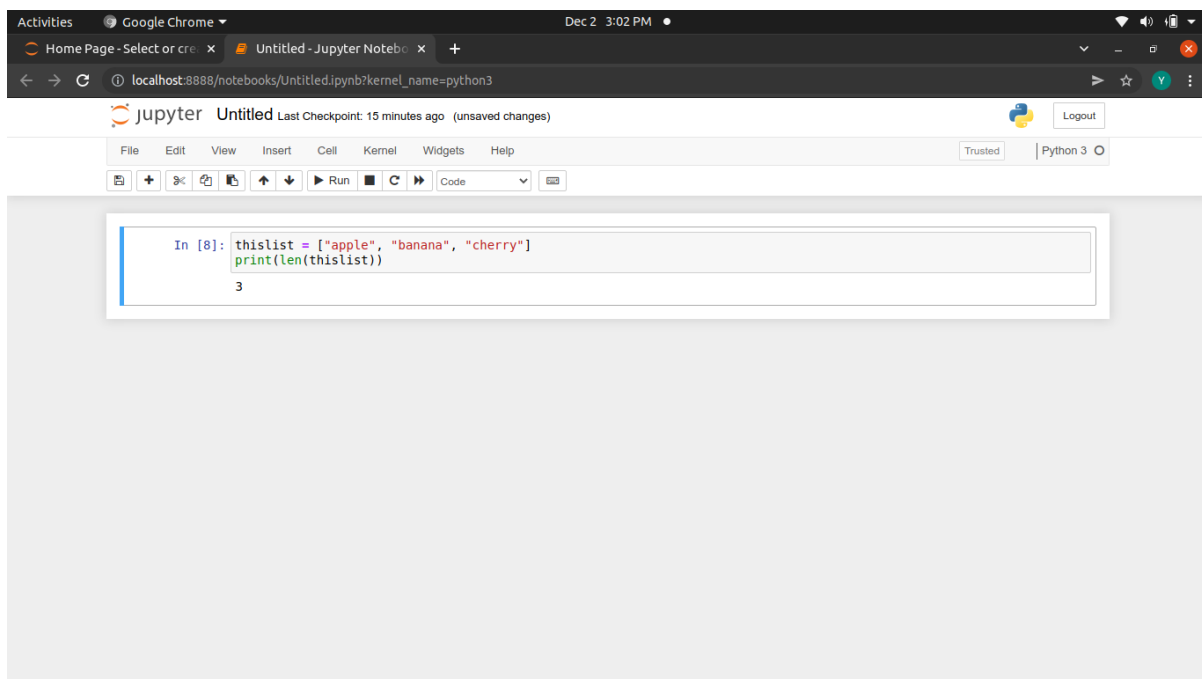 Activities Google Chrome Dec 2 3:02 PM
Home Page - Select or cre Untitled - Jupyter Notebo
localhost:8888/notebooks/Untitled.ipynb?kernel_name=python3 Y
jupyter Untitled Last Checkpoint: 15 minutes ago (unsaved changes) Logout
File Edit View Insert Cell Kernel Widgets Help Trusted Python 3
Run Code
In [8]: thislist = ["apple", "banana", "cherry"]
print(len(thislist))
3